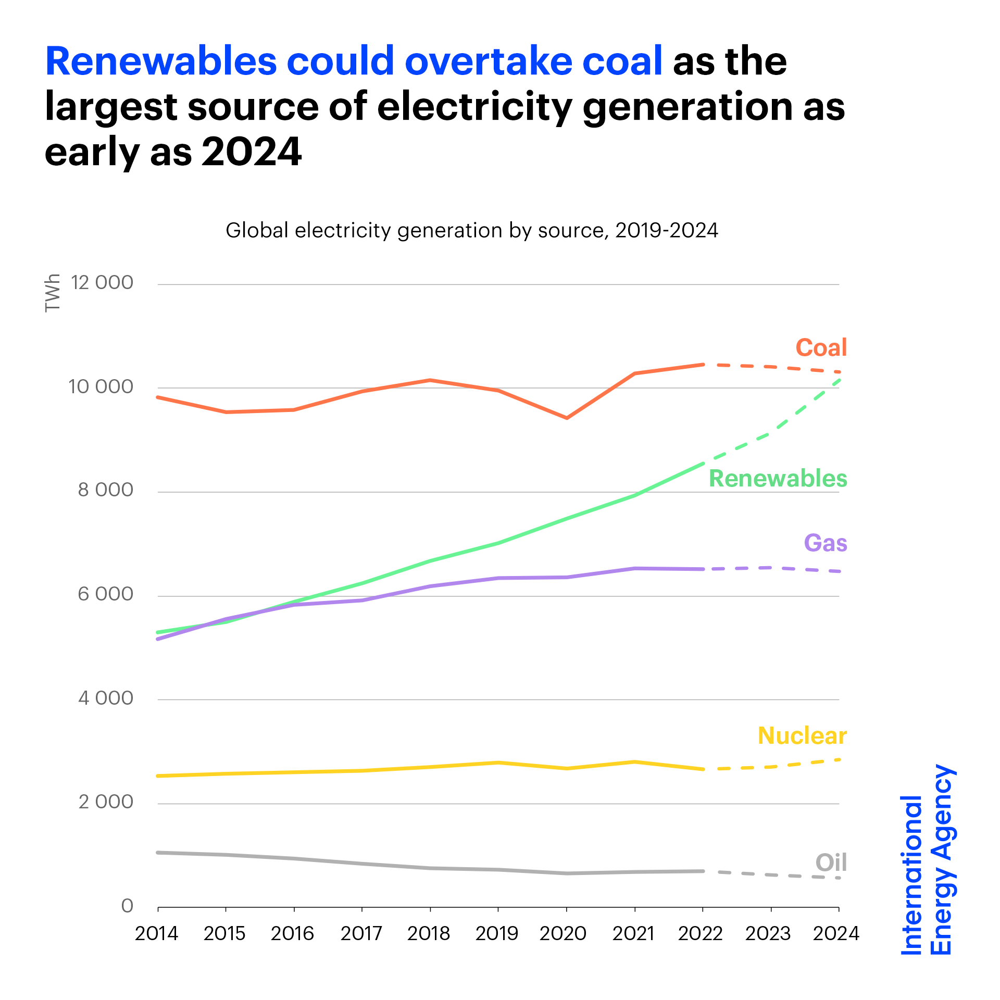 Renewables could overtake coal as the
largest source of electricity generation as
early as 2024
Global electricity generation by source, 2019-2024
TWh
12 000
10 000
8 000
6 000
4 000
2 000
0
Coal
Renewables
Gas
Nuclear
Oil
2014 2015 2016 2017 2018 2019 2020 2021 2022 2023 2024
International
Energy Agency